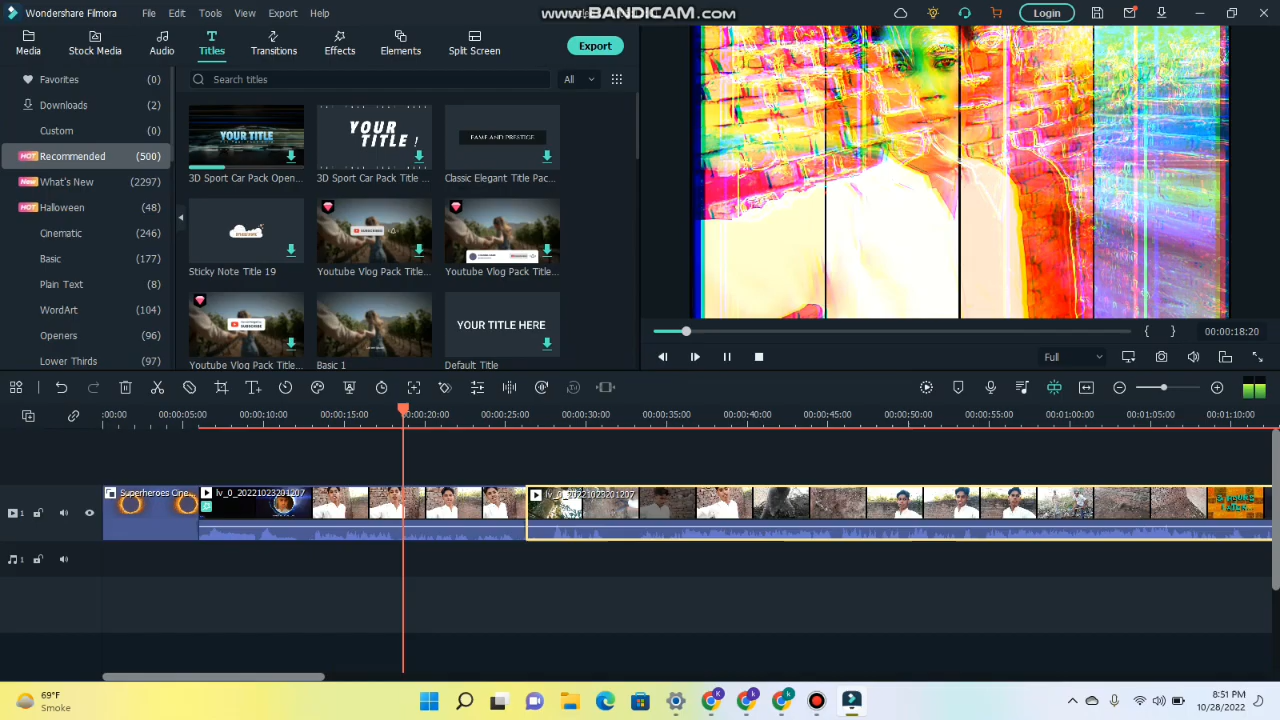 Wondershare Filmora
File Edit Tools View Export Help
www.BANDICAM.com
Login
Media
Stock Media
Audio
Titles
Transitions
Effects
Elements
Split Screen
Export
Favorites (0)
Search titles
All
Downloads (2)
Custom (0)
HOT Recommended (500)
HOT What's New (2297)
HOT Halloween (48)
Cinematic (246)
Basic (177)
Plain Text (8)
WordArt (104)
Openers (96)
Lower Thirds (97)
YOUR TITLE
YOUR TITLE !
FAME AND PRESTIGE
3D Sport Car Pack Open...
3D Sport Car Pack Title...
Classic Elegant Title Pac...
Sticky Note Title 19
Youtube Vlog Pack Title...
Youtube Vlog Pack Title...
SUBSCRIBE
YOUR TITLE HERE
Youtube Vlog Pack Title...
Basic 1
Default Title
{ }
00:00:18:20
Full
:00:00
00:00:05:00
00:00:10:00
00:00:15:00
00:00:20:00
00:00:25:00
00:00:30:00
00:00:35:00
00:00:40:00
00:00:45:00
00:00:50:00
00:00:55:00
00:01:00:00
00:01:05:00
00:01:10:00
1
Superheroes Cine...
lv_0_20221023201207
lv_0_20221023201207
1
69°F
Smoke
8:51 PM
10/28/2022